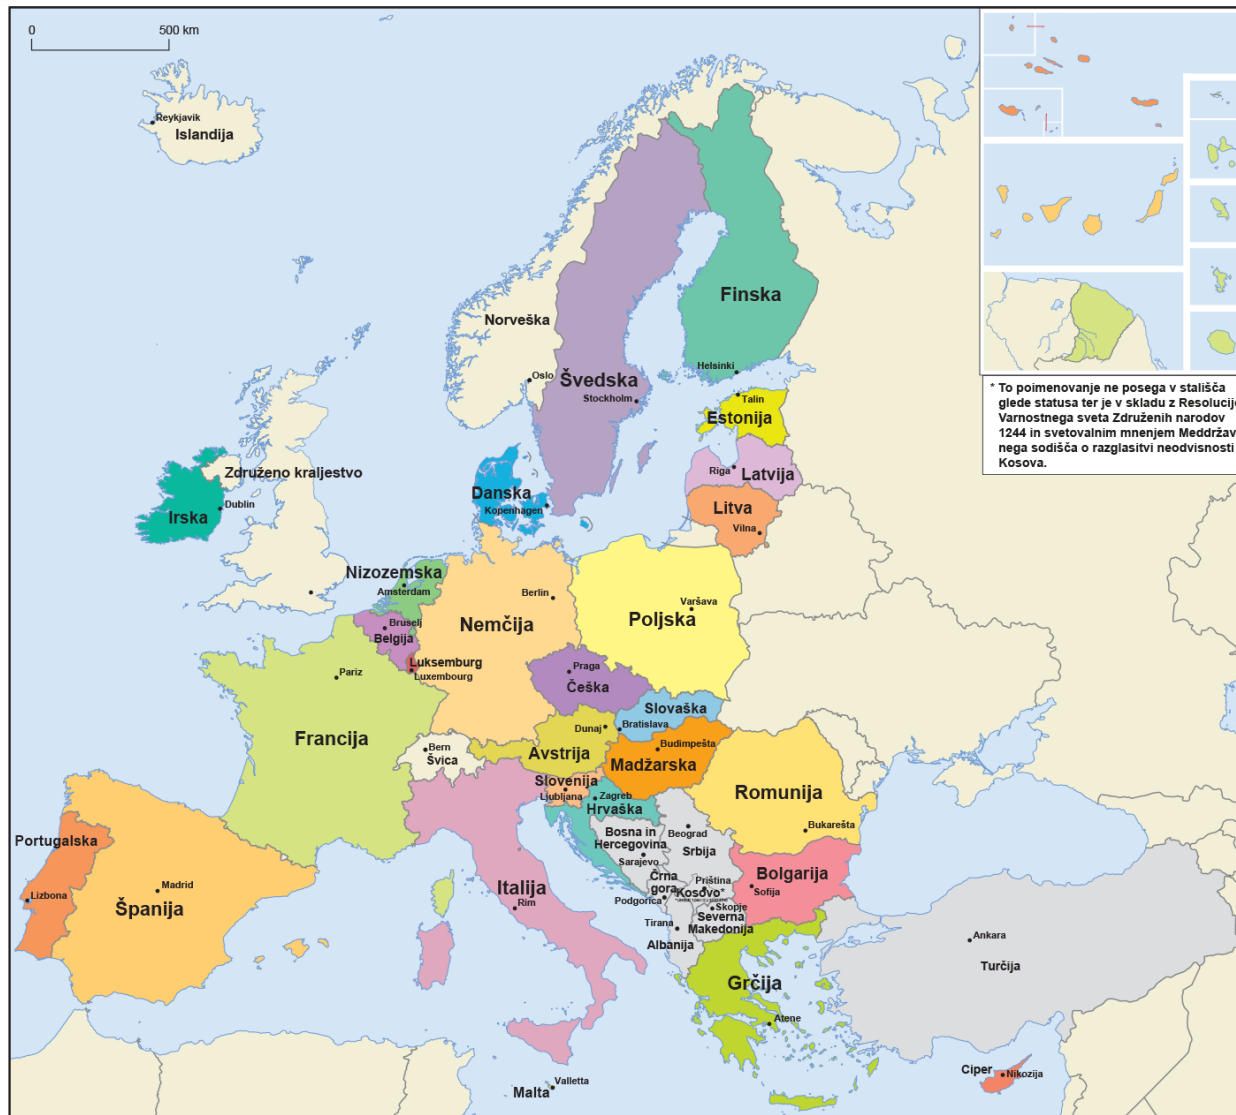 0
500 km
Reykjavik
Islandija
Finska
Norveška
Helsinki
Oslo
Švedska
Stockholm
Talin
Estonija
* To poimenovanje ne posega v stališča
glede statusa ter je v skladu z Resolucijo
Varnostnega sveta Združenih narodov
1244 in svetovalnim mnenjem Meddržav
nega sodišča o razglasitvi neodvisnosti
Kosova.
Združeno kraljestvo
Riga
Latvija
Danska
Kopenhagen
Dublin
Irska
Litva
Vilna
Nizozemska
Amsterdam
Berlin
Varšava
Poljska
Nemčija
Bruselj
Belgija
Luksemburg
Luxembourg
Pariz
Praga
Češka
Slovaška
Bratislava
Dunaj
Francija
Bern
Švica
Avstrija
Budimpešta
Madžarska
Slovenija
Ljubljana
Zagreb
Hrvaška
Romunija
Bukarešta
Portugalska
Bosna in
Hercegovina
Sarajevo
Beograd
Srbija
Bolgarija
Sofija
Lizbona
Madrid
Španija
Italija
Rim
Črna
gora
Podgorica
Priština
Kosovo*
Skopje
Severna
Makedonija
Tirana
Albanija
Ankara
Turčija
Grčija
Atene
Malta
Valletta
Ciper
Nikozija